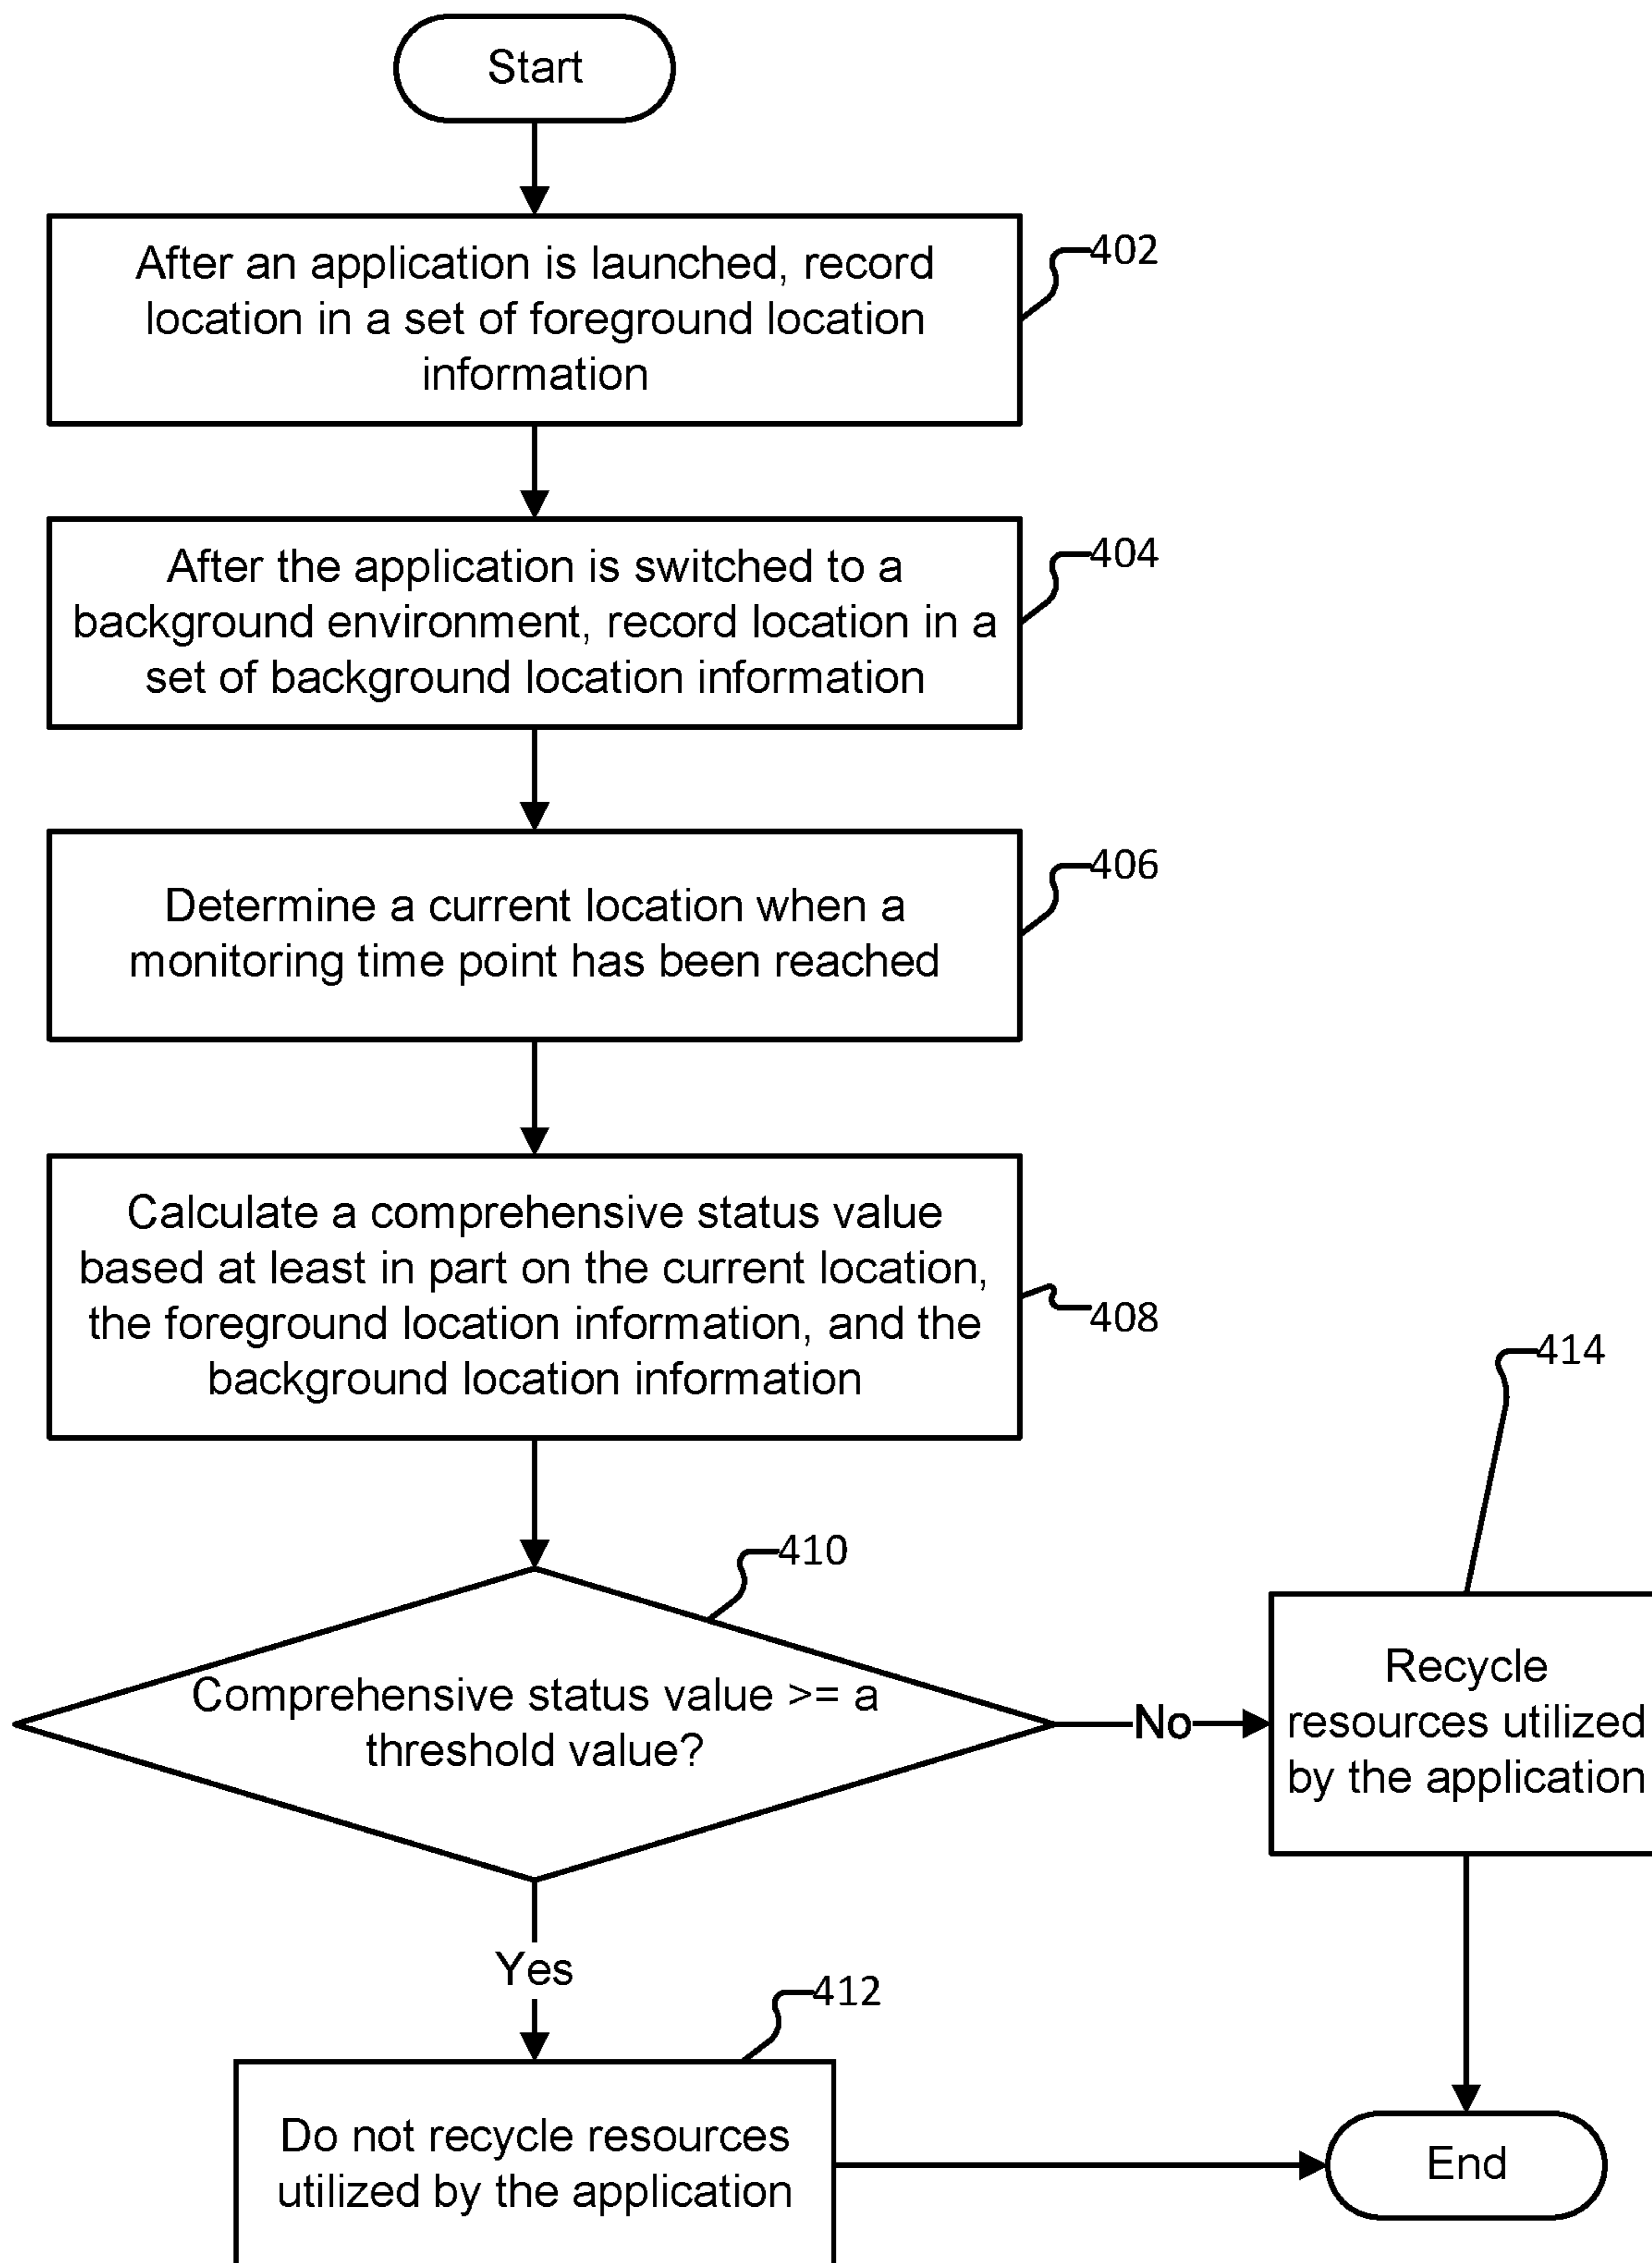 Start
After an application is launched, record
location in a set of foreground location
information
402
After the application is switched to a
background environment, record location in a
set of background location information
404
Determine a current location when a
monitoring time point has been reached
406
Calculate a comprehensive status value
based at least in part on the current location,
the foreground location information, and the
background location information
408
410
Comprehensive status value >= a
threshold value?
No
414
Recycle
resources utilized
by the application
Yes
412
Do not recycle resources
utilized by the application
End